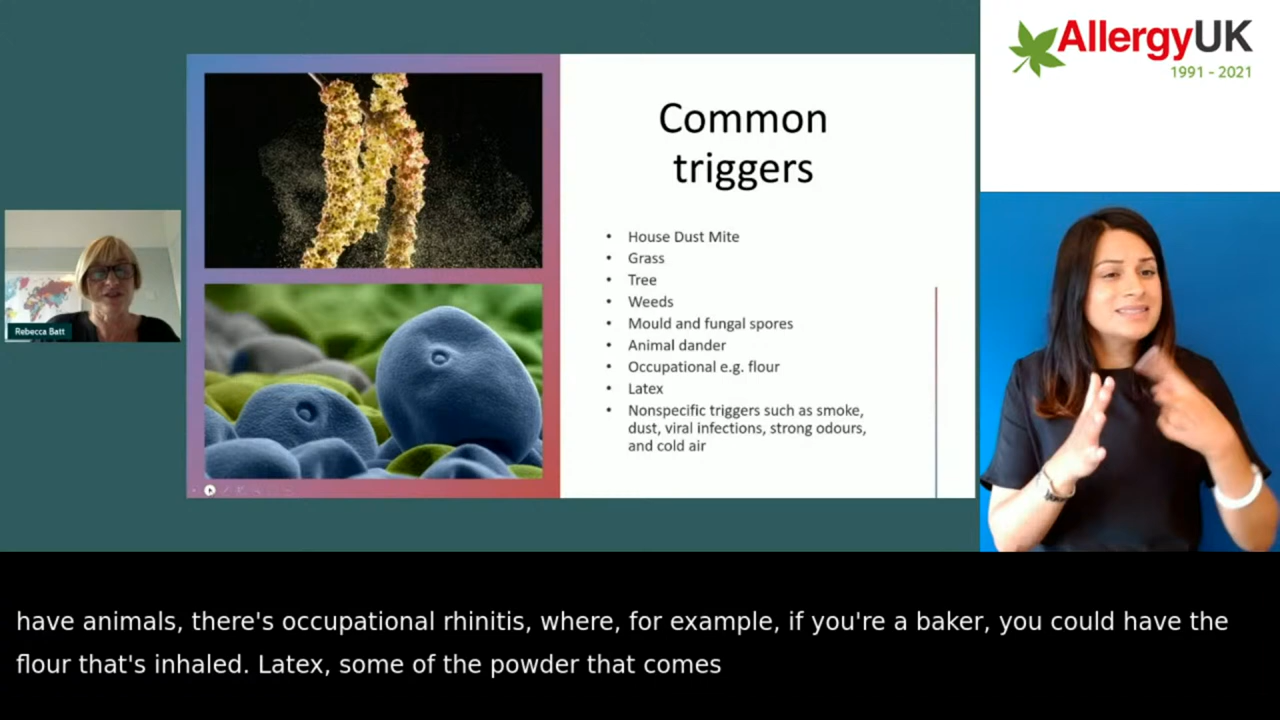 AllergyUK
1991 - 2021
Common
triggers
• House Dust Mite
• Grass
• Tree
• Weeds
• Mould and fungal spores
• Animal dander
• Occupational e.g. flour
• Latex
• Nonspecific triggers such as smoke,
dust, viral infections, strong odours,
and cold air
Rebecca Batt
have animals, there's occupational rhinitis, where, for example, if you're a baker, you could have the
flour that's inhaled. Latex, some of the powder that comes